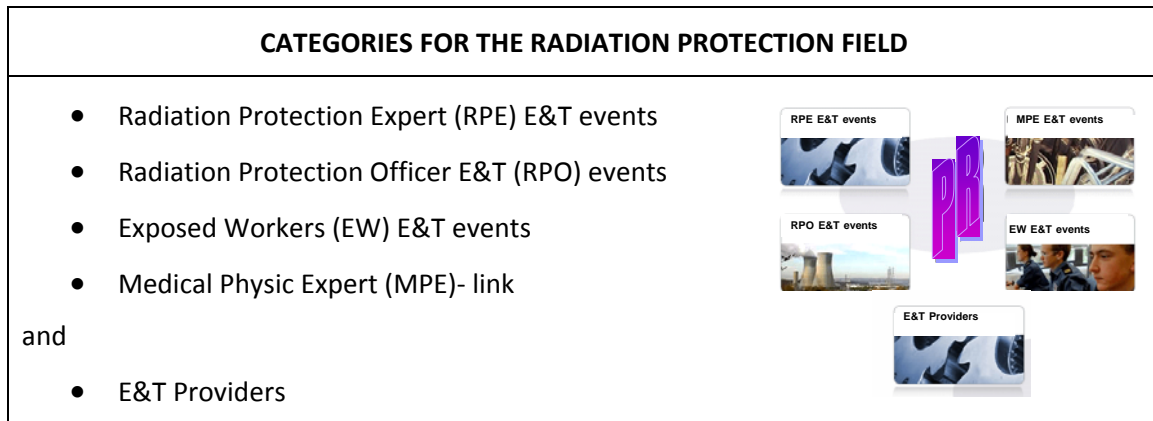 CATEGORIES FOR THE RADIATION PROTECTION FIELD
• Radiation Protection Expert (RPE) E&T events
• Radiation Protection Officer E&T (RPO) events
• Exposed Workers (EW) E&T events
• Medical Physic Expert (MPE)- link
and
• E&T Providers
RPE E&T events
MPE E&T events
PR
RPO E&T events
EW E&T events
E&T Providers